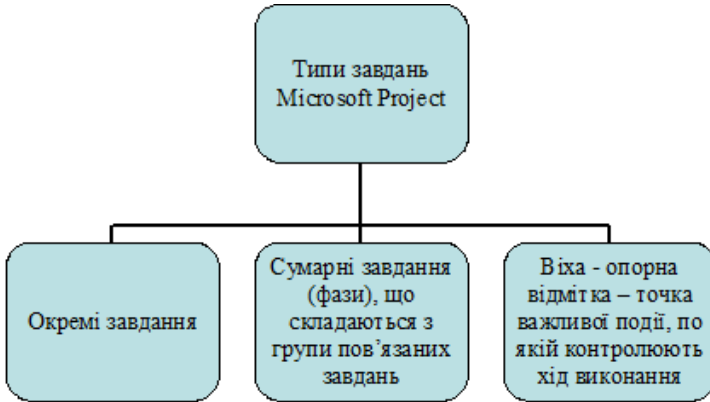 Типи завдань
Microsoft Project
Окремі завдання
Сумарні завдання
(фази), що
складаються з
групи пов’язаних
завдань
Віха - опорна
відмітка – точка
важливої події, по
якій контролюють
хід виконання